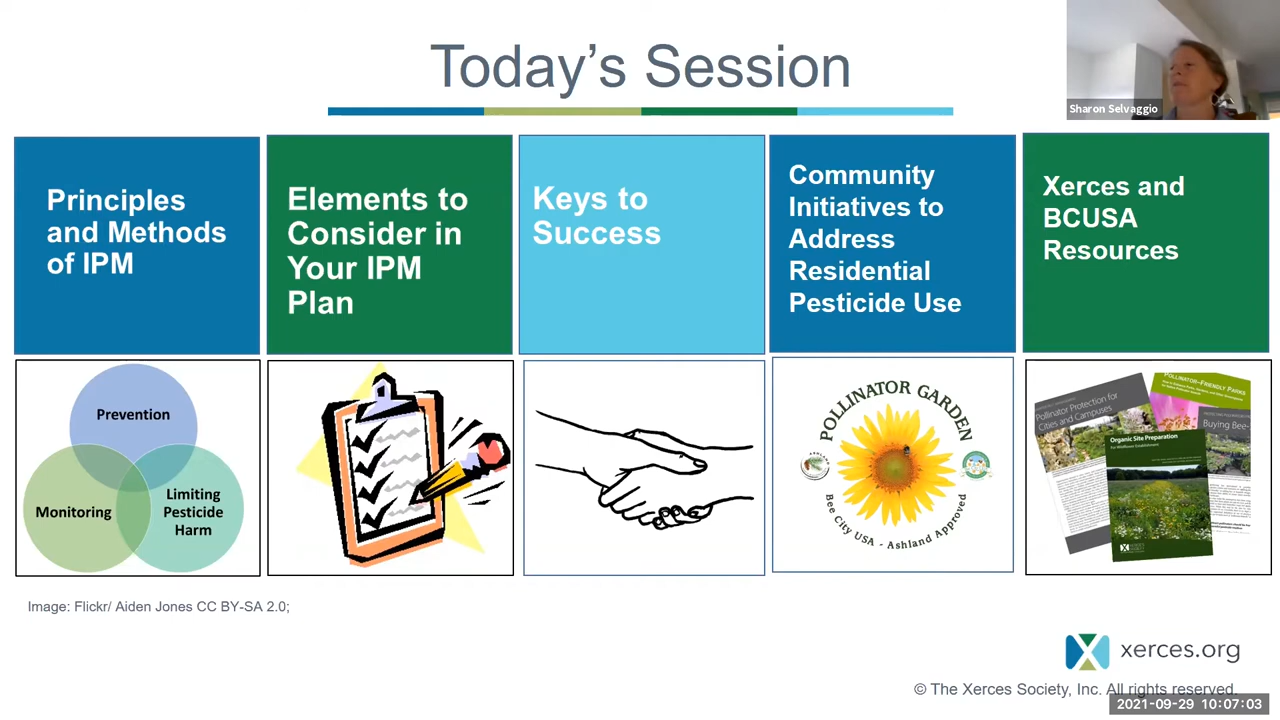 Today's Session
Sharon Selvaggio
Principles
and Methods
of IPM
Elements to
Consider in
Your IPM
Plan
Keys to
Success
Community
Initiatives to
Address
Residential
Pesticide Use
Xerces and
BCUSA
Resources
Prevention
Monitoring
Limiting
Pesticide
Harm
POLLINATOR GARDEN
Bee City USA - Ashland Approved
POLLINATOR-FRIENDLY PARKS
Pollinator Protection for
Cities and Campuses
Buying Bee-
Organic Site Preparation
Image: Flickr/ Aiden Jones CC BY-SA 2.0;
xerces.org
© The Xerces Society, Inc. All rights reserved.
2021-09-29 10:07:03